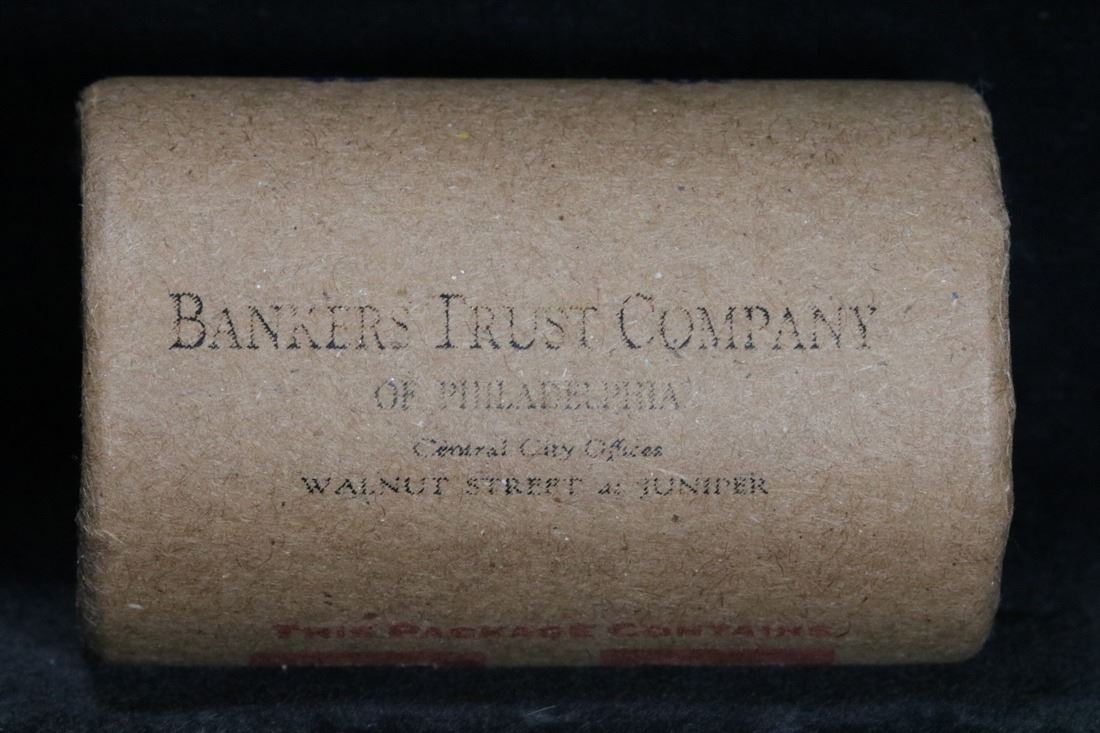 BANKERS TRUST COMPANY
OF PHILADELPHIA
Central City Offices
WALNUT STREET at JUNIPER
THIS PACKAGE CONTAINS